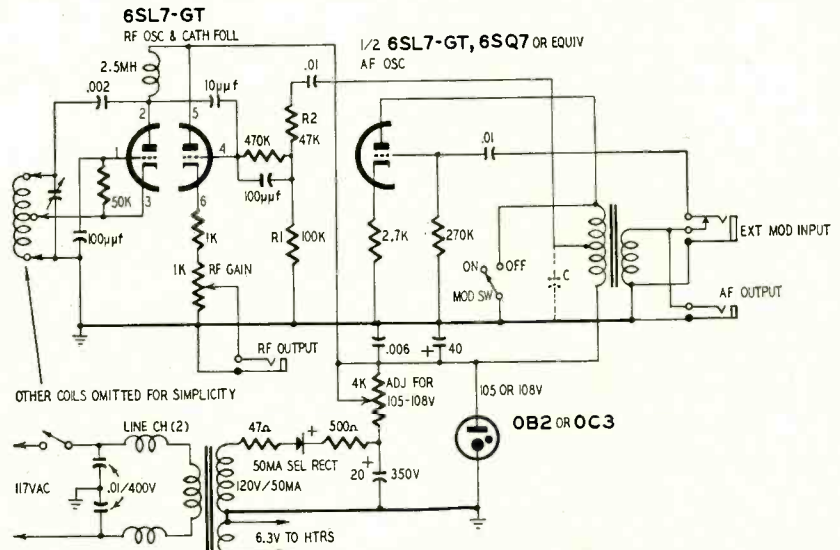 6SL7-GT
RF OSC & CATH FOLL
1/2 6SL7-GT, 6SQ7 OR EQUIV
AF OSC
2.5MH
.002
10µµf
.01
R2
47K
2
5
1
4
470K
.01
3
50K
6
100µµf
100µµf
1K
R1
100K
2.7K
270K
EXT MOD INPUT
1K
RF GAIN
ON
OFF
C
MOD SW
AF OUTPUT
RF OUTPUT
.006
+
40
4K
ADJ FOR
105-108V
105 OR 108V
OTHER COILS OMITTED FOR SIMPLICITY
OB2 OR OC3
LINE CH (2)
47Ω
+
500Ω
50MA SEL RECT
+
117VAC
.01/400V
120V/50MA
20
350V
6.3V TO HTRS